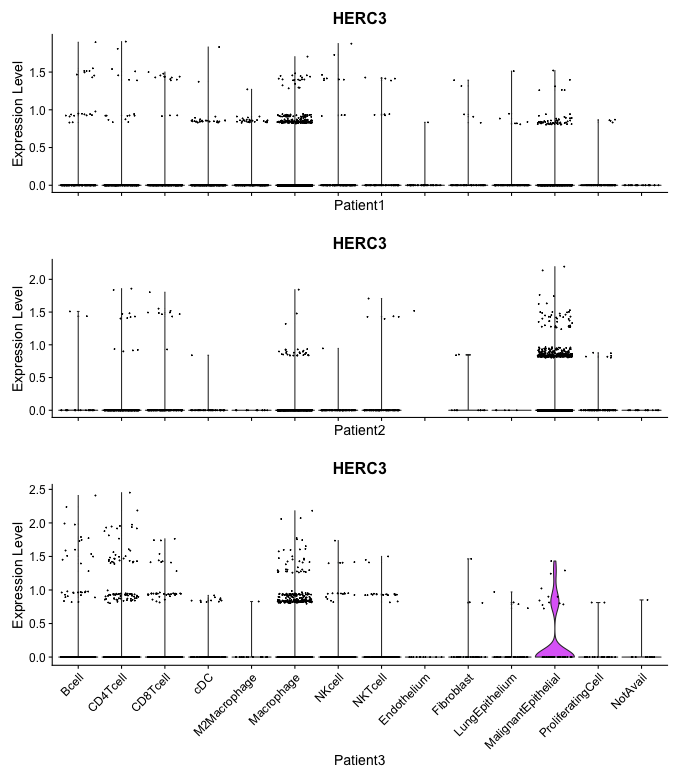 HERC3
Expression Level
1.5
1.0
0.5
0.0
Patient1
HERC3
Expression Level
2.0
1.5
1.0
0.5
0.0
Patient2
HERC3
Expression Level
2.5
2.0
1.5
1.0
0.5
0.0
Bcell
CD4Tcell
CD8Tcell
cDC
M2Macrophage
Macrophage
NKcell
NKTcell
Endothelium
Fibroblast
LungEpithelium
MalignantEpithelial
ProliferatingCell
NotAvail
Patient3